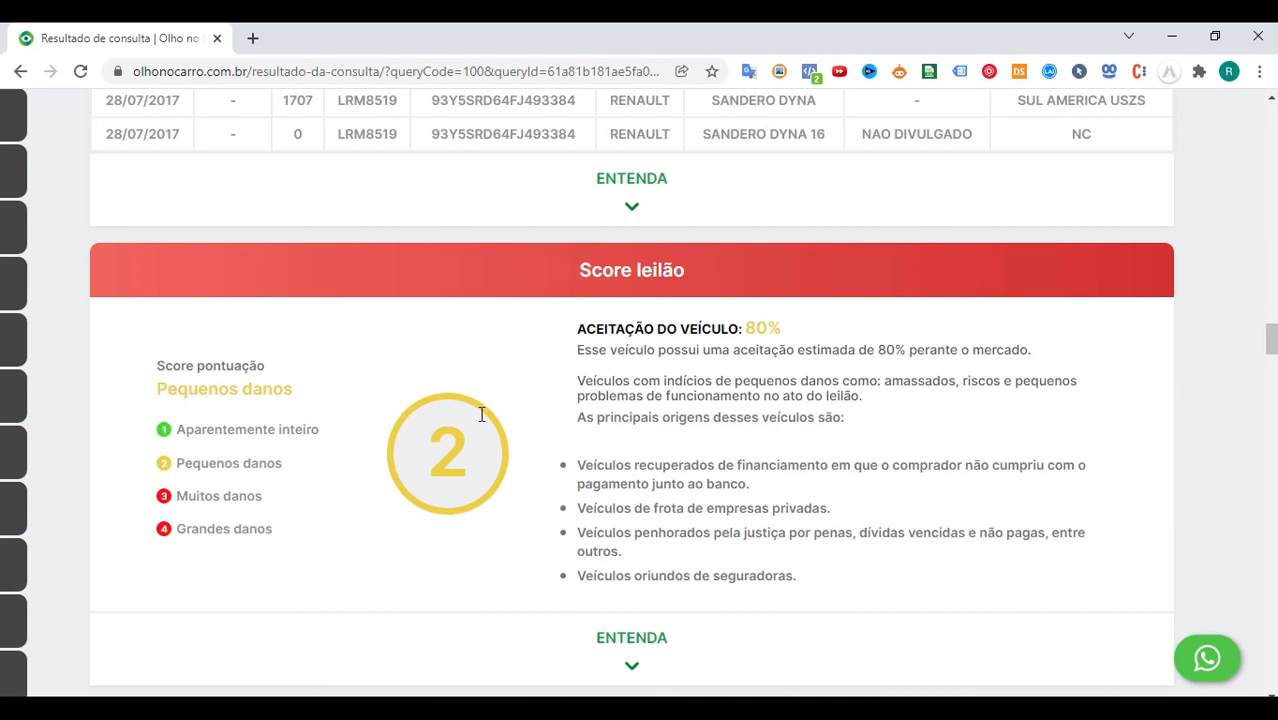 Resultado de consulta | Olho no
olhonocarro.com.br/resultado-da-consulta/?queryCode=100&queryId=61a81b181ae5fa0...
28/07/2017 - 1707 LRM8519 93Y5SRD64FJ493384 RENAULT SANDERO DYNA - SUL AMERICA USZS
28/07/2017 - 0 LRM8519 93Y5SRD64FJ493384 RENAULT SANDERO DYNA 16 NAO DIVULGADO NC
ENTENDA
Score leilão
Score pontuação
Pequenos danos
1 Aparentemente inteiro
2 Pequenos danos
3 Muitos danos
4 Grandes danos
2
ACEITAÇÃO DO VEÍCULO: 80%
Esse veículo possui uma aceitação estimada de 80% perante o mercado.
Veículos com indícios de pequenos danos como: amassados, riscos e pequenos
problemas de funcionamento no ato do leilão.
As principais origens desses veículos são:
Veículos recuperados de financiamento em que o comprador não cumpriu com o
pagamento junto ao banco.
Veículos de frota de empresas privadas.
Veículos penhorados pela justiça por penas, dívidas vencidas e não pagas, entre
outros.
Veículos oriundos de seguradoras.
ENTENDA